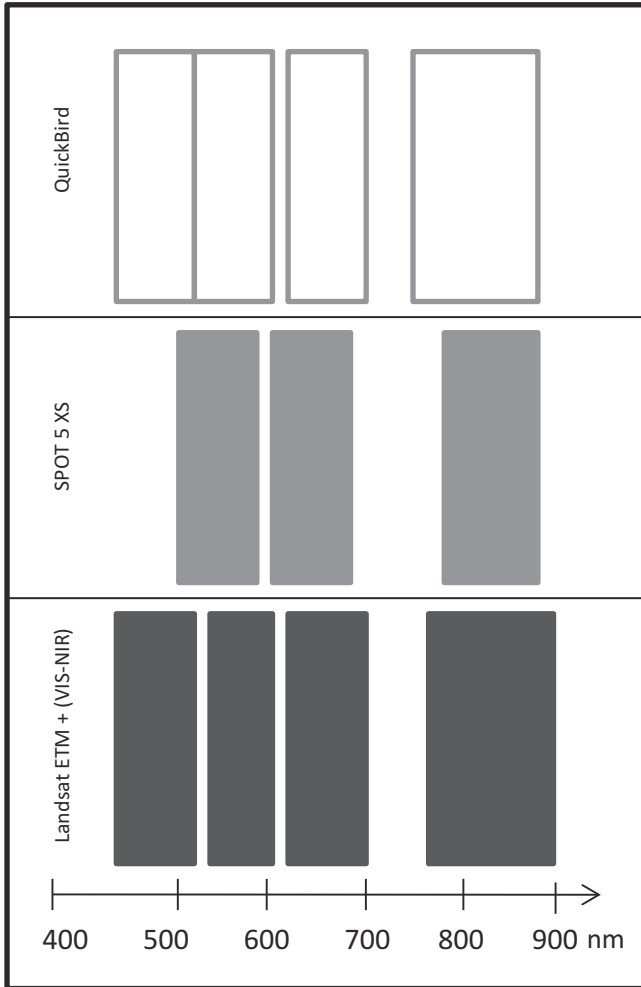 QuickBird
SPOT 5 XS
Landsat ETM + (VIS-NIR)
400 500 600 700 800 900 nm